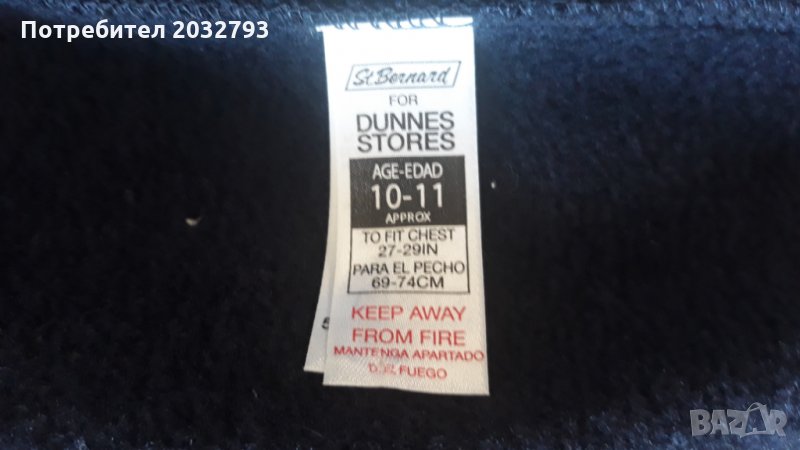 Потребител 2032793
St. Bernard
FOR
DUNNES
STORES
AGE-EDAD
10-11
APPROX
TO FIT CHEST
27-29IN
PARA EL PECHO
69-74CM
KEEP AWAY
FROM FIRE
MANTENGA APARTADO
FUEGO
BAZAR